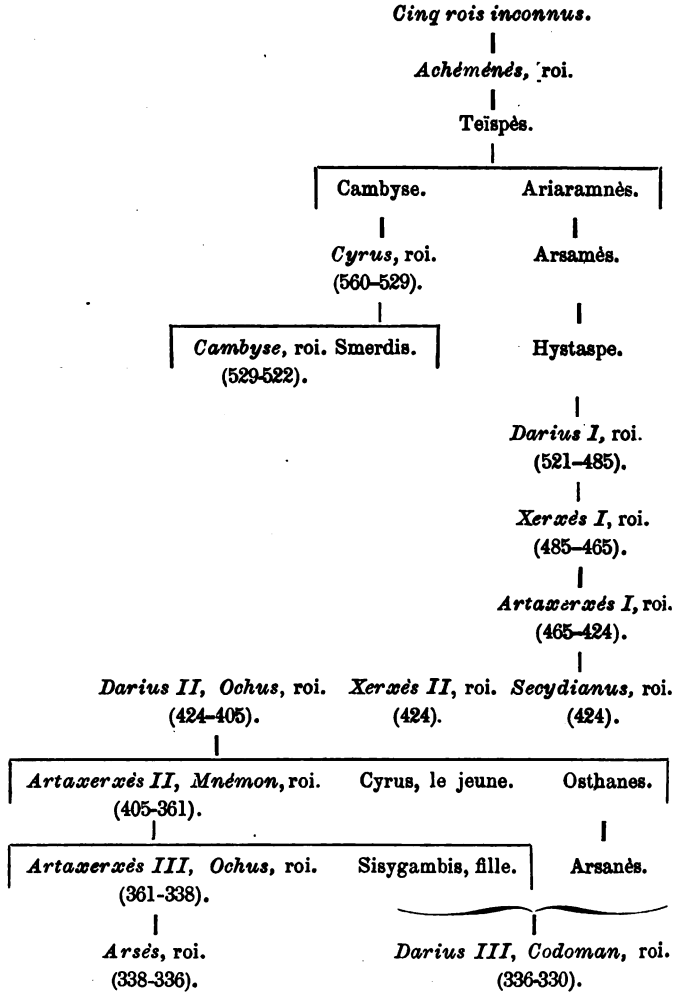 Cinq rois inconnus.
Achéménés, roi.
Teïspès.
Cambyse. Ariaramnès.
Cyrus, roi. Arsamès.
(560–529).
Cambyse, roi. Smerdis. Hystaspe.
(529-522).
Darius I, roi.
(521–485).
Xerxès I, roi.
(485–465).
Artaxerxés I, roi.
(465-424).
Darius II, Ochus, roi. Xerxès II, roi. Secydianus, roi.
(424–405). (424). (424).
Artaxerxès II, Mnémon, roi. Cyrus, le jeune. Osthanes.
(405-361).
Artaxerxès III, Ochus, roi. Sisygambis, fille. Arsanès.
(361-338).
Arsès, roi. Darius III, Codoman, roi.
(338-336). (336-330).